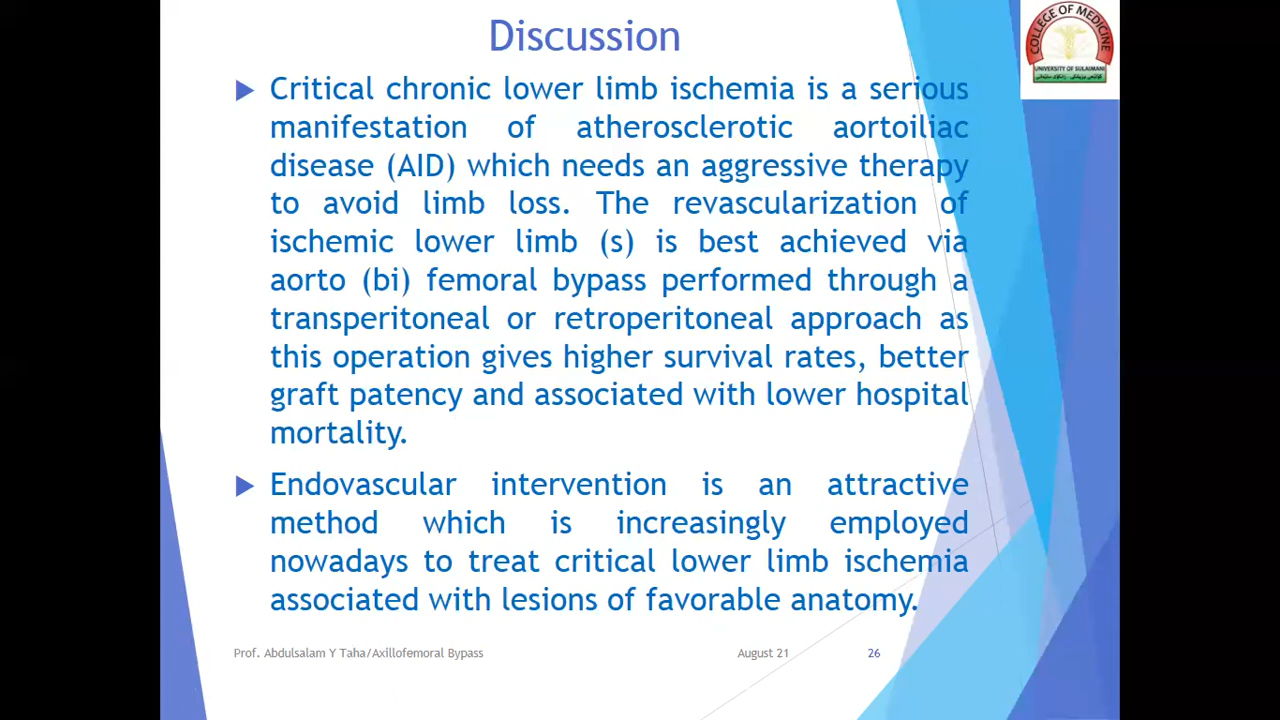 Discussion
COLLEGE OF MEDICINE
UNIVERSITY OF SULAIMANI
Critical chronic lower limb ischemia is a serious
manifestation of atherosclerotic aortoiliac
disease (AID) which needs an aggressive therapy
to avoid limb loss. The revascularization of
ischemic lower limb (s) is best achieved via
aorto (bi) femoral bypass performed through a
transperitoneal or retroperitoneal approach as
this operation gives higher survival rates, better
graft patency and associated with lower hospital
mortality.
Endovascular intervention is an attractive
method which is increasingly employed
nowadays to treat critical lower limb ischemia
associated with lesions of favorable anatomy.
Prof. Abdulsalam Y Taha/Axillofemoral Bypass
August 21
26